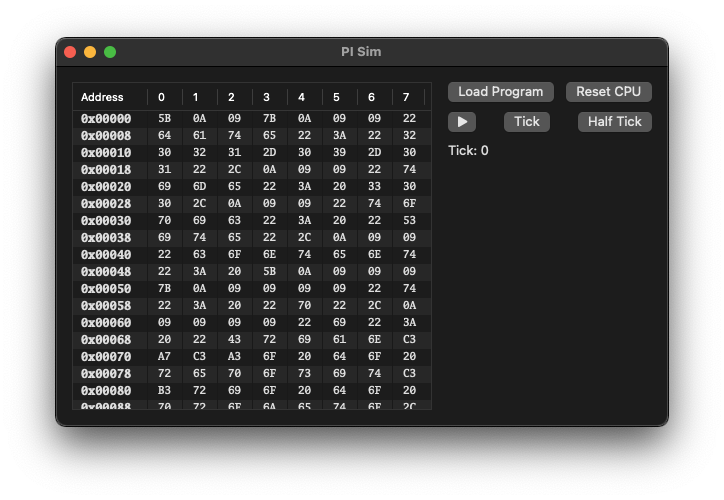 PI Sim
Address 0 1 2 3 4 5 6 7
0x00000 5B 0A 09 7B 0A 09 09 22
0x00008 64 61 74 65 22 3A 22 32
0x00010 30 32 31 2D 30 39 2D 30
0x00018 31 22 2C 0A 09 09 22 74
0x00020 69 6D 65 22 3A 20 33 30
0x00028 30 2C 0A 09 09 22 74 6F
0x00030 70 69 63 22 3A 20 22 53
0x00038 69 74 65 22 2C 0A 09 09
0x00040 22 63 6F 6E 74 65 6E 74
0x00048 22 3A 20 5B 0A 09 09 09
0x00050 7B 0A 09 09 09 09 22 74
0x00058 22 3A 20 22 70 22 2C 0A
0x00060 09 09 09 09 22 69 22 3A
0x00068 20 22 43 72 69 61 6E C3
0x00070 A7 C3 A3 6F 20 64 6F 20
0x00078 72 65 70 6F 73 69 74 C3
0x00080 B3 72 69 6F 20 64 6F 20
0x00088 70 72 6F 6A 65 74 6F 2C
Load Program Reset CPU
Tick Half Tick
Tick: 0